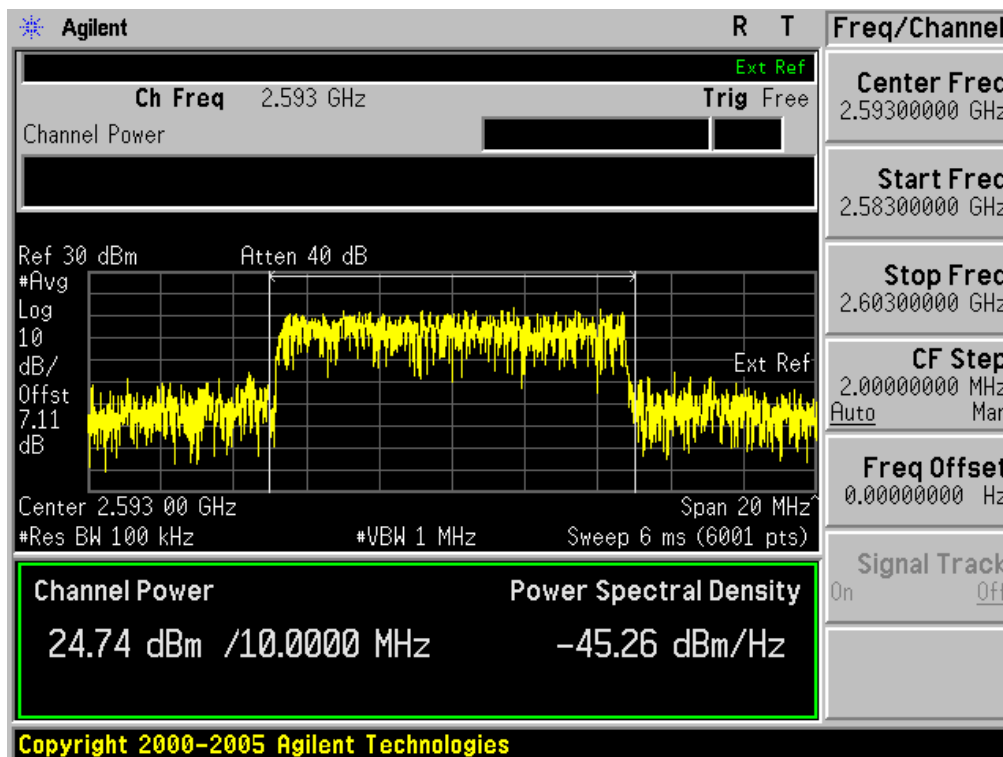 Agilent R T Freq/Channel
Ext Ref
Ch Freq 2.593 GHz Trig Free
Channel Power
Center Freq
2.59300000 GHz
Start Freq
2.58300000 GHz
Stop Freq
2.60300000 GHz
CF Step
2.00000000 MHz
Auto Man
Freq Offset
0.00000000 Hz
Signal Track
On Off
Ref 30 dBm Atten 40 dB
#Avg
Log
10
dB/
Offst
7.11
dB
Ext Ref
Center 2.593 00 GHz Span 20 MHz^
#Res BW 100 kHz #VBW 1 MHz Sweep 6 ms (6001 pts)
Channel Power Power Spectral Density
24.74 dBm /10.0000 MHz -45.26 dBm/Hz
Copyright 2000-2005 Agilent Technologies